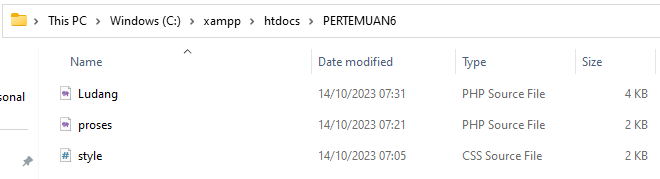 This PC > Windows (C:) > xampp > htdocs > PERTEMUAN6
Name Date modified Type Size
Ludang 14/10/2023 07:31 PHP Source File 4 KB
sonal
proses 14/10/2023 07:21 PHP Source File 2 KB
style 14/10/2023 07:05 CSS Source File 2 KB